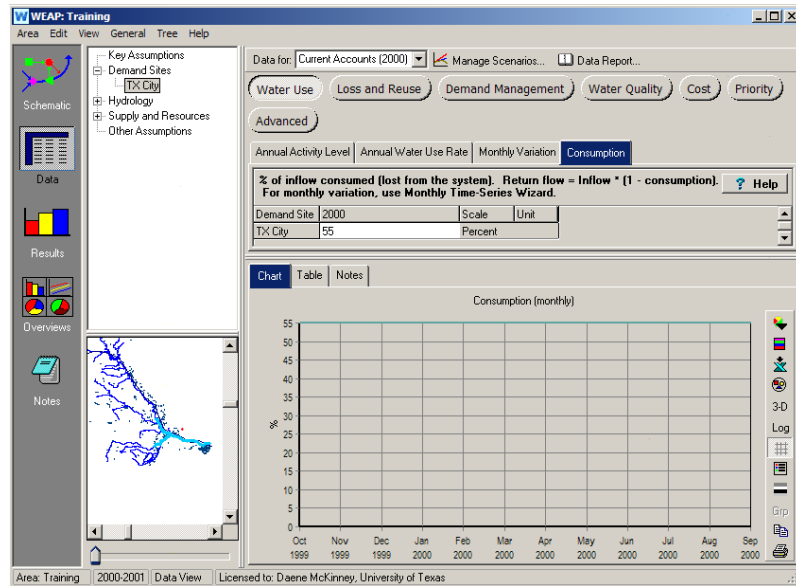 WEAP: Training
Area Edit View General Tree Help
Schematic
Data
Results
Overviews
Notes
Key Assumptions
Demand Sites
TX City
Hydrology
Supply and Resources
Other Assumptions
Data for: Current Accounts (2000) Manage Scenarios... Data Report...
Water Use Loss and Reuse Demand Management Water Quality Cost Priority
Advanced
Annual Activity Level Annual Water Use Rate Monthly Variation Consumption
% of inflow consumed (lost from the system). Return flow = Inflow * (1 - consumption).
For monthly variation, use Monthly Time-Series Wizard.
? Help
Demand Site 2000 Scale Unit
TX City 55 Percent
Chart Table Notes
Consumption (monthly)
55
50
45
40
35
30
25
20
15
10
5
0
%
Oct Nov Dec Jan Feb Mar Apr May Jun Jul Aug Sep
1999 1999 1999 2000 2000 2000 2000 2000 2000 2000 2000 2000
3-D
Log
Grp
Area: Training 2000-2001 Data View Licensed to: Daene McKinney, University of Texas